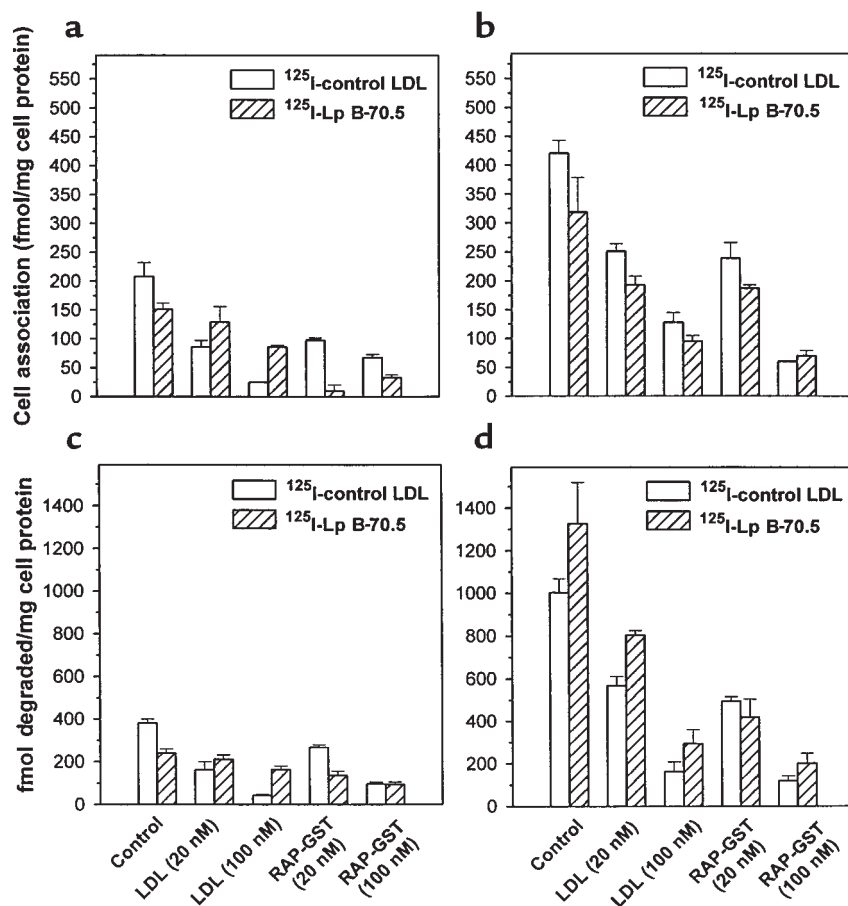 a
Cell association (fmol/mg cell protein)
550
500
450
400
350
300
250
200
150
100
50
0
125I-control LDL
125I-Lp B-70.5
b
550
500
450
400
350
300
250
200
150
100
50
0
125I-control LDL
125I-Lp B-70.5
c
fmol degraded/mg cell protein
1400
1200
1000
800
600
400
200
0
125I-control LDL
125I-Lp B-70.5
Control
LDL (20 nM)
LDL (100 nM)
RAP-GST
(20 nM)
RAP-GST
(100 nM)
d
1400
1200
1000
800
600
400
200
0
125I-control LDL
125I-Lp B-70.5
Control
LDL (20 nM)
LDL (100 nM)
RAP-GST
(20 nM)
RAP-GST
(100 nM)